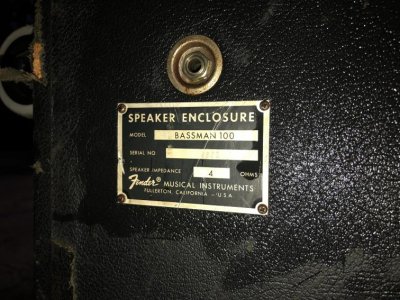 SPEAKER ENCLOSURE
MODEL BASSMAN 100
SERIAL NO
SPEAKER IMPEDANCE 4 OHMS
Fender® MUSICAL INSTRUMENTS
FULLERTON, CALIFORNIA - U.S.A.